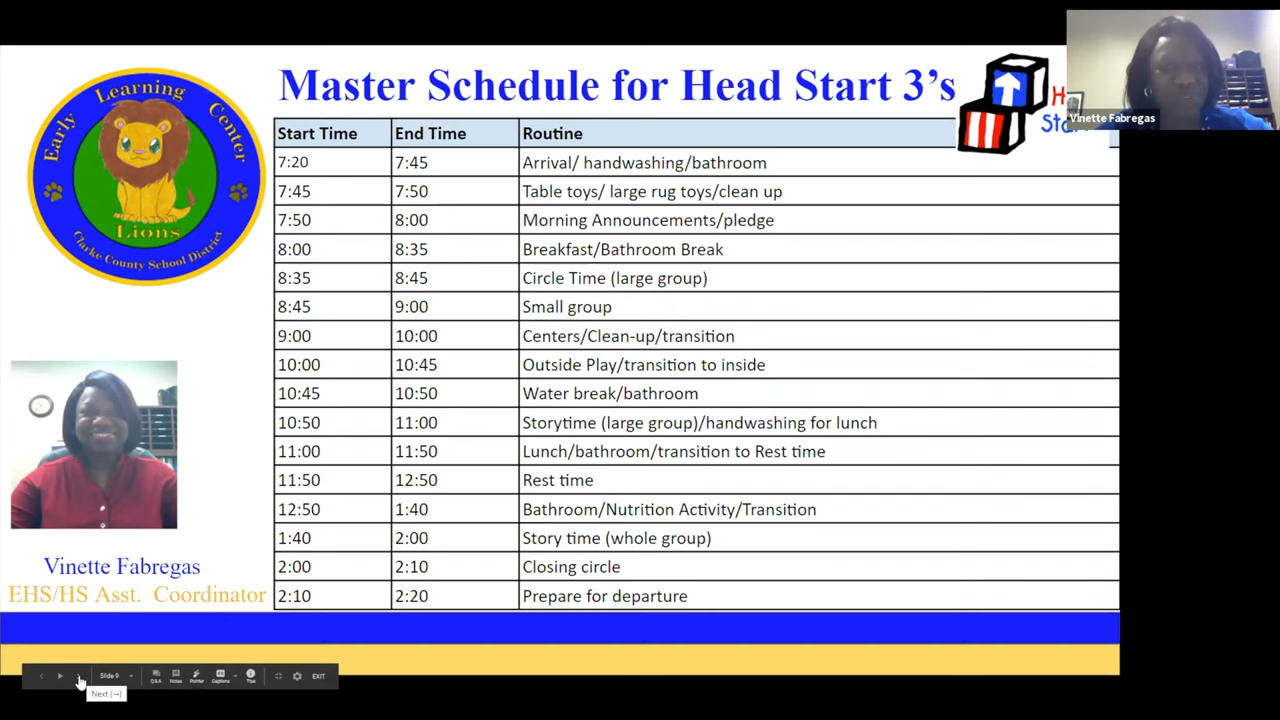 Early Learning Center
Lions
Clarke County School District
Master Schedule for Head Start 3's
Vinette Fabregas
Start Time End Time Routine
7:20 7:45 Arrival/ handwashing/bathroom
7:45 7:50 Table toys/ large rug toys/clean up
7:50 8:00 Morning Announcements/pledge
8:00 8:35 Breakfast/Bathroom Break
8:35 8:45 Circle Time (large group)
8:45 9:00 Small group
9:00 10:00 Centers/Clean-up/transition
10:00 10:45 Outside Play/transition to inside
10:45 10:50 Water break/bathroom
10:50 11:00 Storytime (large group)/handwashing for lunch
11:00 11:50 Lunch/bathroom/transition to Rest time
11:50 12:50 Rest time
12:50 1:40 Bathroom/Nutrition Activity/Transition
1:40 2:00 Story time (whole group)
2:00 2:10 Closing circle
2:10 2:20 Prepare for departure
Vinette Fabregas
EHS/HS Asst. Coordinator
Slide 9
Q&A Notes Pointer Captions Tips EXIT
Next (→)